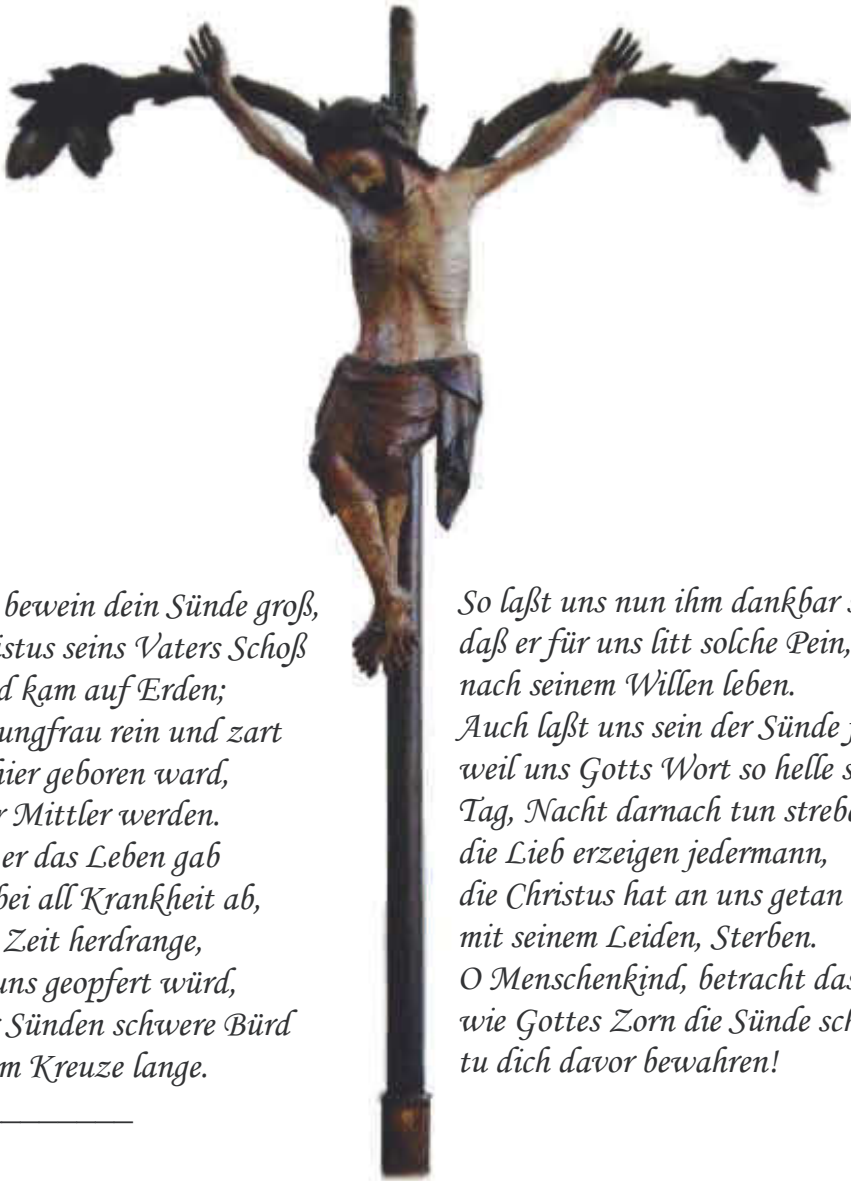 bewein dein Sünde groß,
istus seins Vaters Schoß
d kam auf Erden;
ungfrau rein und zart
hier geboren ward,
r Mittler werden.
er das Leben gab
bei all Krankheit ab,
Zeit herdrange,
uns geopfert würd,
r Sünden schwere Bürd
m Kreuze lange.
So laßt uns nun ihm dankbar
daß er für uns litt solche Pein,
nach seinem Willen leben.
Auch laßt uns sein der Sünde
weil uns Gotts Wort so helle
Tag, Nacht darnach tun streb
die Lieb erzeigen jedermann,
die Christus hat an uns getan
mit seinem Leiden, Sterben.
O Menschenkind, betracht das
wie Gottes Zorn die Sünde sch
tu dich davor bewahren!